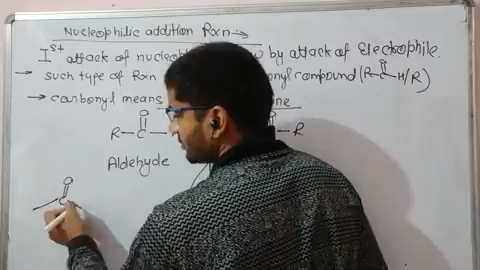 Nucleophilic addition Rxn →
Ist attack of nucleo by attack of Electrophile.
→ such type of Rxn onyl compound (R-C-H/R)
O
→ carbonyl means one
O
R-C- -R
Aldehyde
O
C